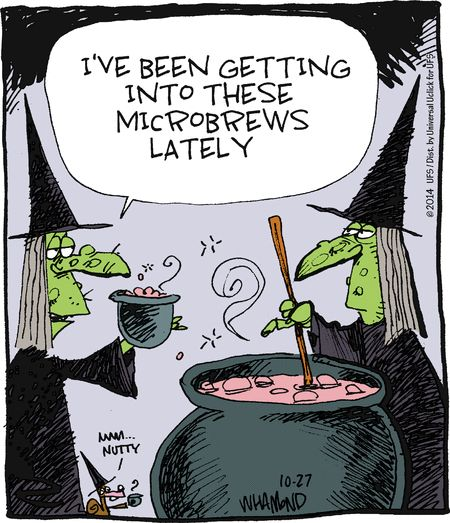 I'VE BEEN GETTING
INTO THESE
MICROBREWS
LATELY
© 2014 UFS / Dist. by Universal Uclick for UFS
MMM...
NUTTY
10-27
WHAMOND